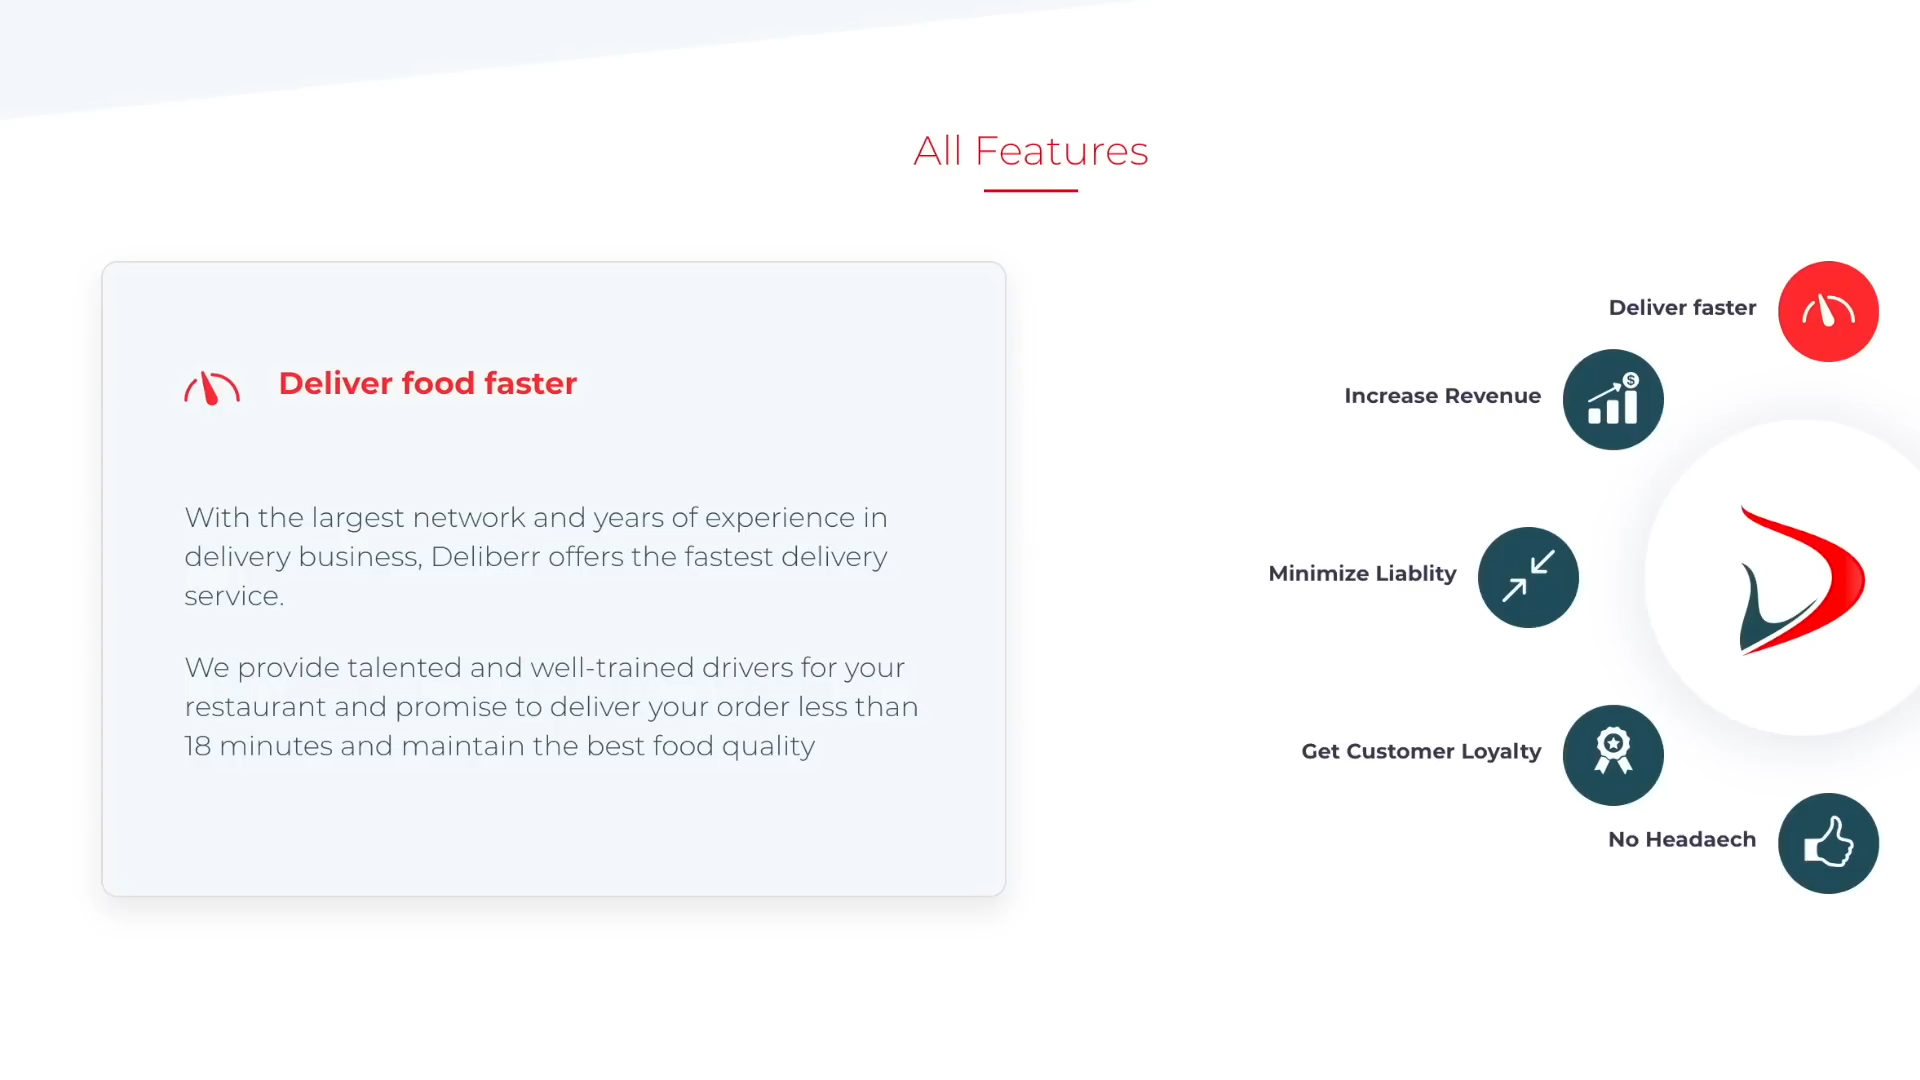 All Features
Deliver food faster
With the largest network and years of experience in
delivery business, Deliberr offers the fastest delivery
service.
We provide talented and well-trained drivers for your
restaurant and promise to deliver your order less than
18 minutes and maintain the best food quality
Deliver faster
Increase Revenue
$
Minimize Liablity
Get Customer Loyalty
No Headaech